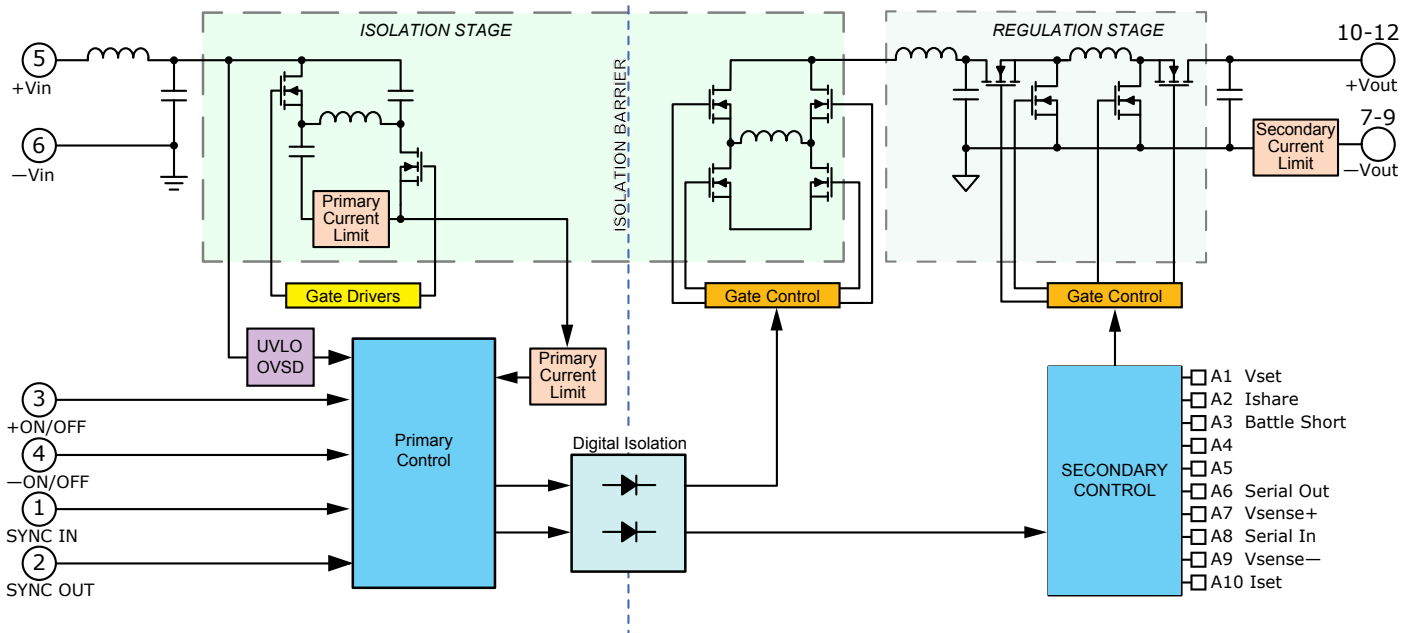 ISOLATION STAGE
REGULATION STAGE
10-12
+Vout
7-9
—Vout
5
+Vin
6
—Vin
ISOLATION BARRIER
Secondary
Current
Limit
Primary
Current
Limit
Gate Drivers
Gate Control
Gate Control
UVLO
OVSD
Primary
Current
Limit
3
+ON/OFF
4
—ON/OFF
1
SYNC IN
2
SYNC OUT
Primary
Control
Digital Isolation
SECONDARY
CONTROL
A1 Vset
A2 Ishare
A3 Battle Short
A4
A5
A6 Serial Out
A7 Vsense+
A8 Serial In
A9 Vsense—
A10 Iset